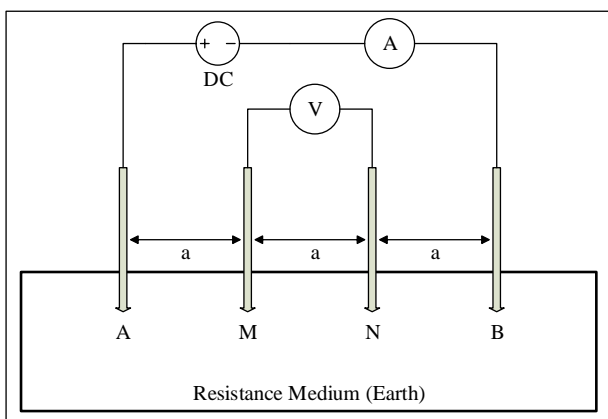 + − A
DC
V
a a a
A M N B
Resistance Medium (Earth)